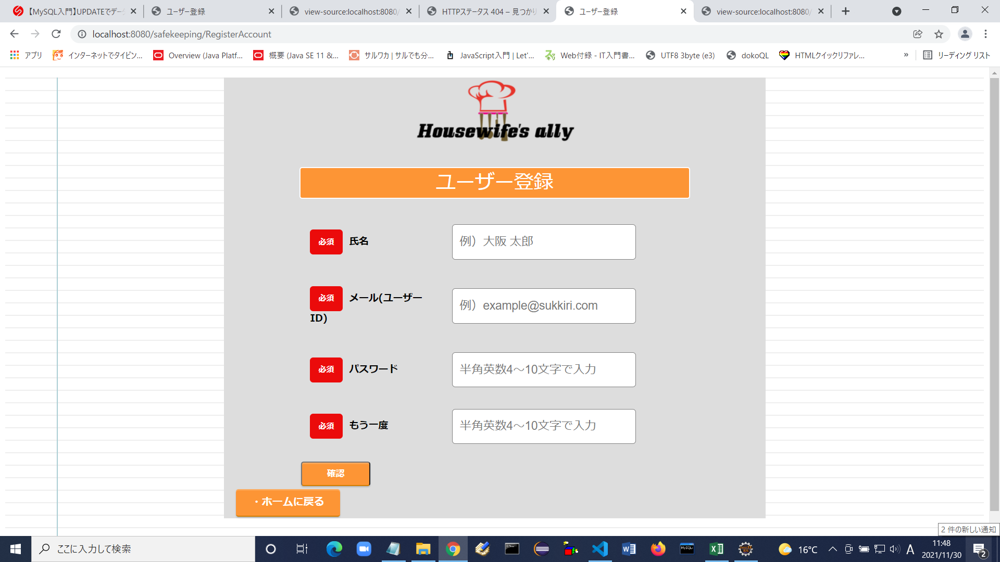 【MySQL入門】UPDATEでデータ
ユーザー登録
view-source:localhost:8080/
HTTPステータス 404 – 見つかり
ユーザー登録
view-source:localhost:8080/
localhost:8080/safekeeping/RegisterAccount
アプリ
インターネットでタイピン...
Overview (Java Platf...
概要 (Java SE 11 &...
サルワカ | サルでも分...
JavaScript入門 | Let'...
Web付録 - IT入門書...
UTF8 3byte (e3)
dokoQL
HTMLクイックリファレ...
»
リーディング リスト
Housewife's ally
ユーザー登録
必須 氏名
例）大阪 太郎
必須 メール(ユーザー
ID)
例）example@sukkiri.com
必須 パスワード
半角英数4～10文字で入力
必須 もう一度
半角英数4～10文字で入力
確認
・ホームに戻る
2 件の新しい通知
ここに入力して検索
16°C
A
11:48
2021/11/30
2